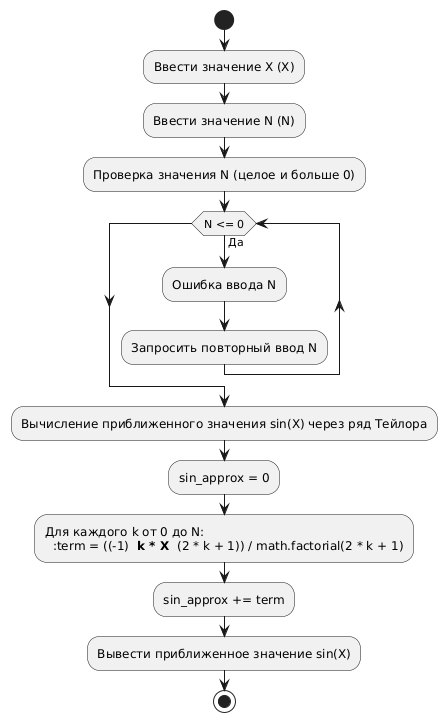 Ввести значение X (X)
Ввести значение N (N)
Проверка значения N (целое и больше 0)
N <= 0
Да
Ошибка ввода N
Запросить повторный ввод N
Вычисление приближенного значения sin(X) через ряд Тейлора
sin_approx = 0
Для каждого k от 0 до N:
:term = ((-1) k * X (2 * k + 1)) / math.factorial(2 * k + 1)
sin_approx += term
Вывести приближенное значение sin(X)